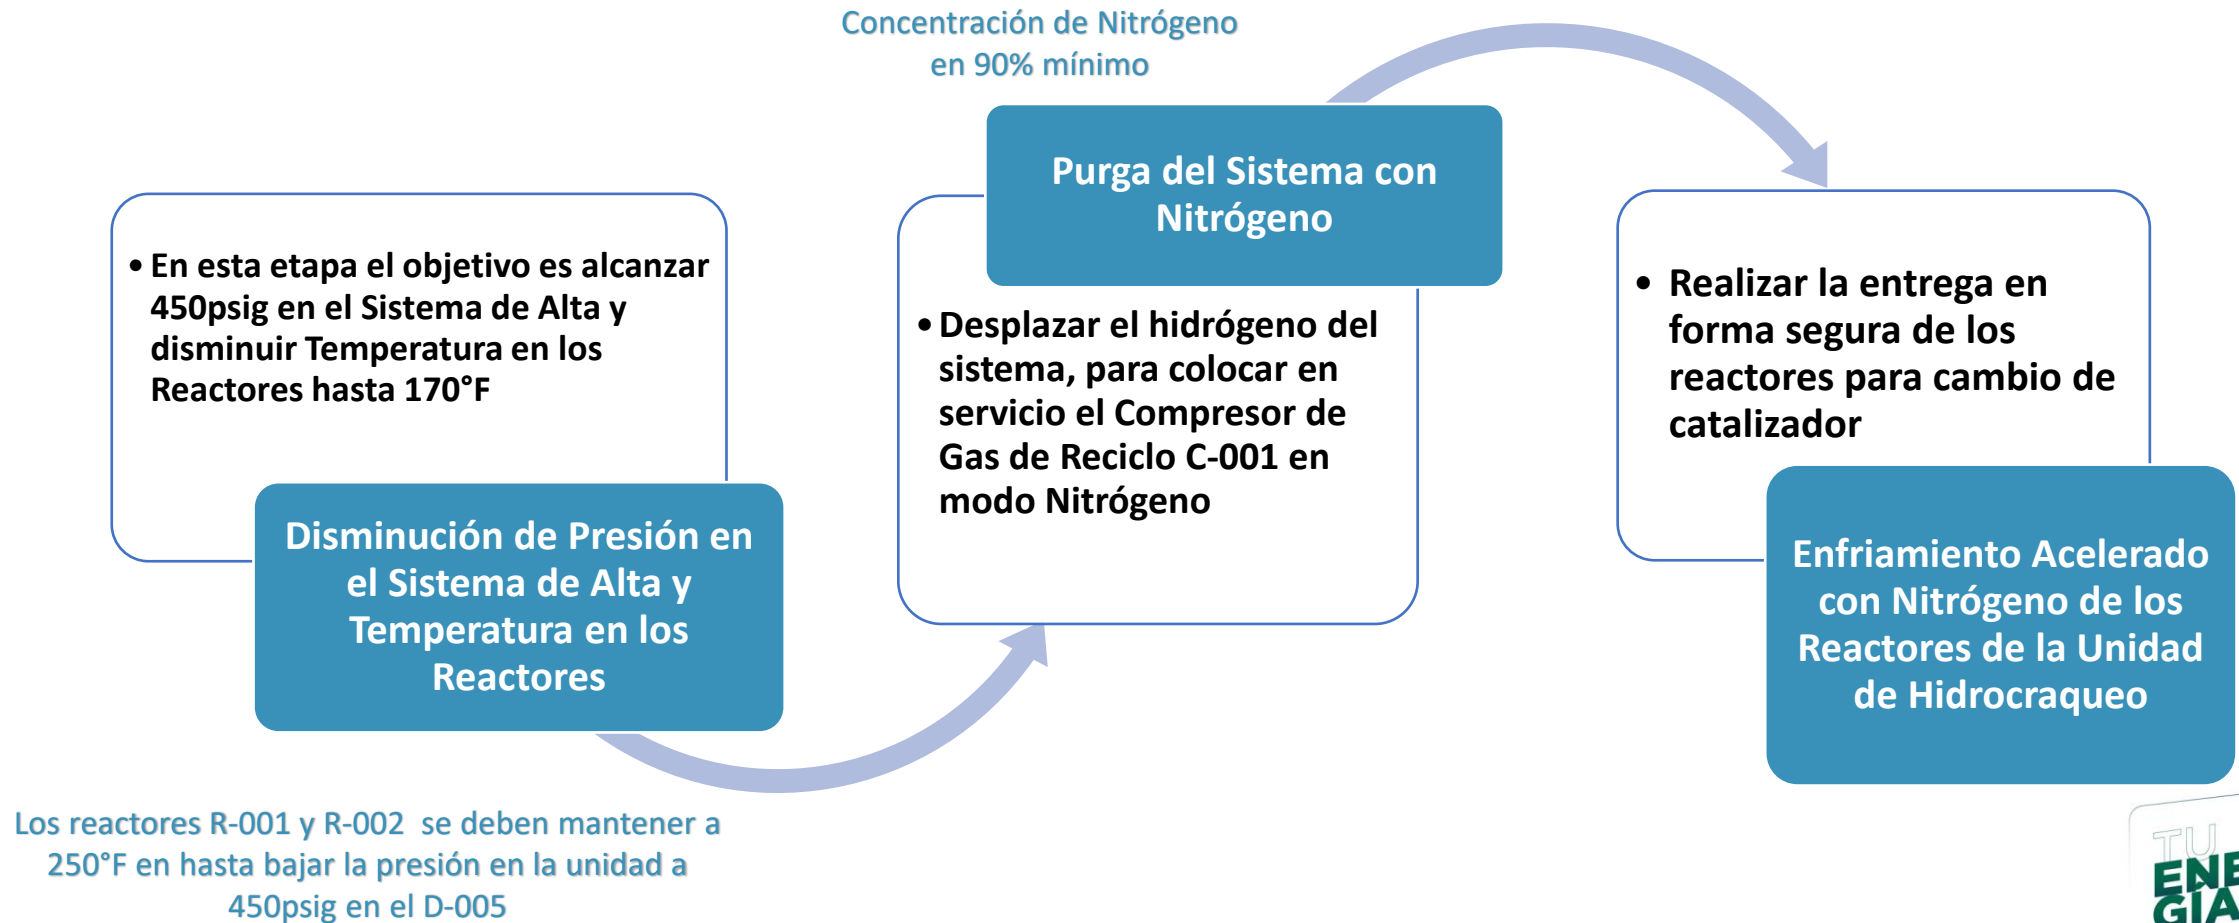 Concentración de Nitrógeno
en 90% mínimo
• En esta etapa el objetivo es alcanzar
450psig en el Sistema de Alta y
disminuir Temperatura en los
Reactores hasta 170°F
Disminución de Presión en
el Sistema de Alta y
Temperatura en los
Reactores
Los reactores R-001 y R-002 se deben mantener a
250°F en hasta bajar la presión en la unidad a
450psig en el D-005
Purga del Sistema con
Nitrógeno
• Desplazar el hidrógeno del
sistema, para colocar en
servicio el Compresor de
Gas de Reciclo C-001 en
modo Nitrógeno
• Realizar la entrega en
forma segura de los
reactores para cambio de
catalizador
Enfriamiento Acelerado
con Nitrógeno de los
Reactores de la Unidad
de Hidrocraqueo
TU